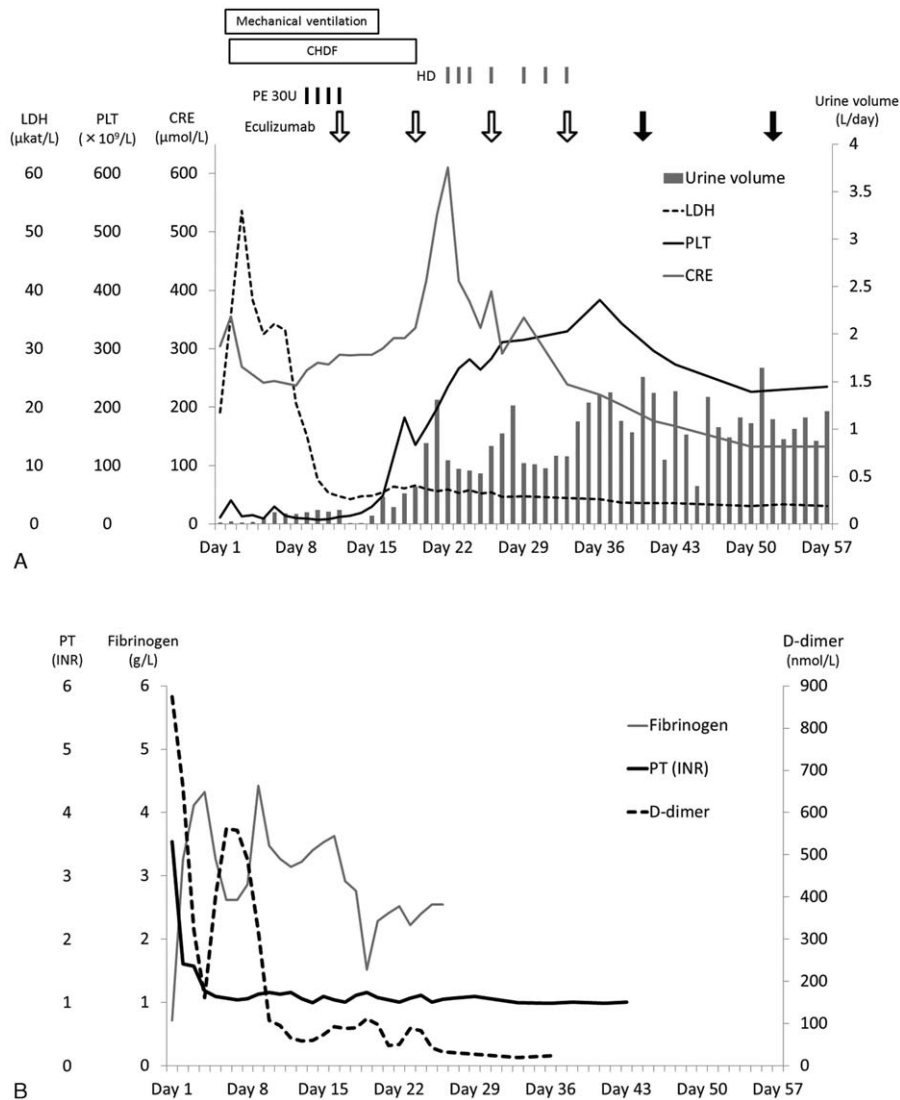 Mechanical ventilation
CHDF
HD
PE 30U
Eculizumab
LDH PLT CRE Urine volume
(μkat/L) (×10⁹/L) (μmol/L) (L/day)
60 600 600 4
50 500 500 3.5
40 400 400 3
30 300 300 2.5
20 200 200 2
10 100 100 1.5
0 0 0 1
0.5
0
Urine volume
LDH
PLT
CRE
Day 1 Day 8 Day 15 Day 22 Day 29 Day 36 Day 43 Day 50 Day 57
A
PT Fibrinogen D-dimer
(INR) (g/L) (nmol/L)
6 6 900
5 5 800
4 4 700
3 3 600
2 2 500
1 1 400
0 0 300
200
100
0
Fibrinogen
PT (INR)
D-dimer
Day 1 Day 8 Day 15 Day 22 Day 29 Day 36 Day 43 Day 50 Day 57
B